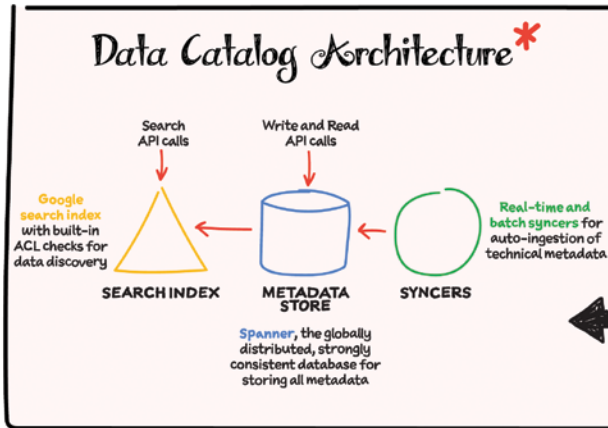 Data Catalog Architecture*
Search
API calls
Write and Read
API calls
Google
search index
with built-in
ACL checks for
data discovery
Real-time and
batch syncers for
auto-ingestion of
technical metadata
SEARCH INDEX
METADATA
STORE
SYNCERS
Spanner, the globally
distributed, strongly
consistent database for
storing all metadata